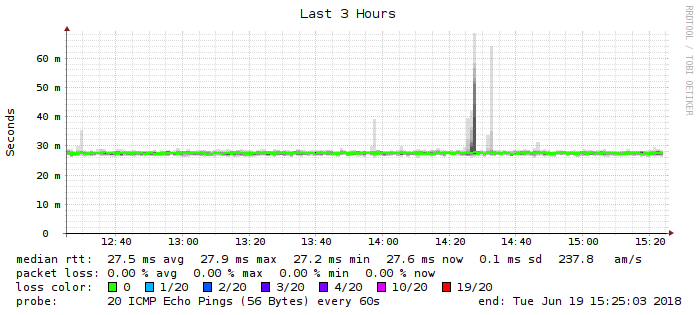 Last 3 Hours
RRDTOOL / TOBI OETIKER
Seconds
60 m
50 m
40 m
30 m
20 m
10 m
0
12:40 13:00 13:20 13:40 14:00 14:20 14:40 15:00 15:20
median rtt: 27.5 ms avg 27.9 ms max 27.2 ms min 27.6 ms now 0.1 ms sd 237.8 am/s
packet loss: 0.00 % avg 0.00 % max 0.00 % min 0.00 % now
loss color: 0 1/20 2/20 3/20 4/20 10/20 19/20
probe: 20 ICMP Echo Pings (56 Bytes) every 60s end: Tue Jun 19 15:25:03 2018